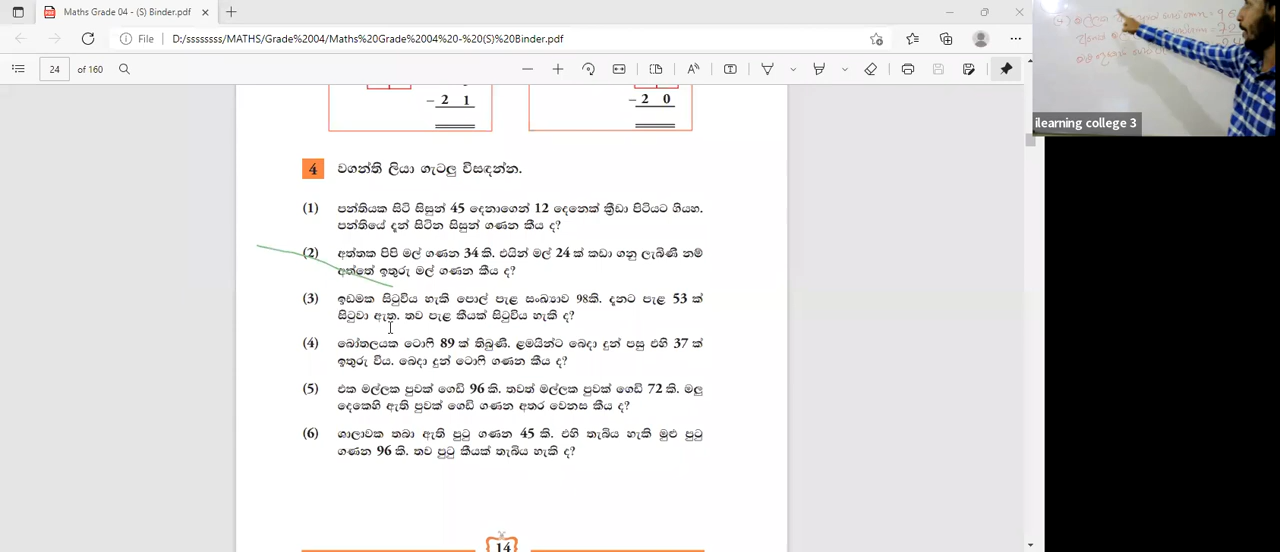 Maths Grade 04 - (S) Binder.pdf
File
D:/ssssssss/MATHS/Grade%2004/Maths%20Grade%2004%20-%20(S)%20Binder.pdf
24 of 160
- 2 1
- 2 0
4 වගන්ති ලියා ගැටලු විසඳන්න.
(1) පන්තියක සිටි සිසුන් 45 දෙනාගෙන් 12 දෙනෙක් ක්‍රීඩා පිටියට ගියහ.
පන්තියේ දැන් සිටින සිසුන් ගණන කීය ද?
(2) අත්තක පිපි මල් ගණන 34 කි. එයින් මල් 24 ක් කඩා ගනු ලැබිණි නම්
අත්තේ ඉතුරු මල් ගණන කීය ද?
(3) ඉඩමක සිටුවිය හැකි පොල් පැළ සංඛ්‍යාව 98කි. දැනට පැළ 53 ක්
සිටුවා ඇත. තව පැළ කීයක් සිටුවිය හැකි ද?
(4) බෝතලයක ටොෆි 89 ක් තිබුණි. ළමයින්ට බෙදා දුන් පසු එහි 37 ක්
ඉතුරු විය. බෙදා දුන් ටොෆි ගණන කීය ද?
(5) එක මල්ලක පුවක් ගෙඩි 96 කි. තවත් මල්ලක පුවක් ගෙඩි 72 කි. මලු
දෙකෙහි ඇති පුවක් ගෙඩි ගණන අතර වෙනස කීය ද?
(6) ශාලාවක තබා ඇති පුටු ගණන 45 කි. එහි තැබිය හැකි මුළු පුටු
ගණන 96 කි. තව පුටු කීයක් තැබිය හැකි ද?
14
ilearning college 3